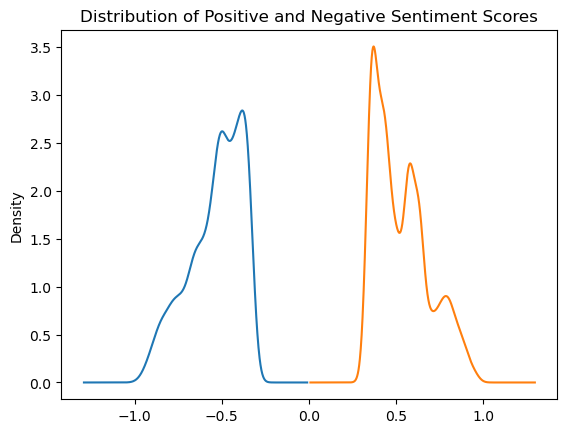 Distribution of Positive and Negative Sentiment Scores
3.5
3.0
2.5
2.0
1.5
1.0
0.5
0.0
Density
−1.0 −0.5 0.0 0.5 1.0